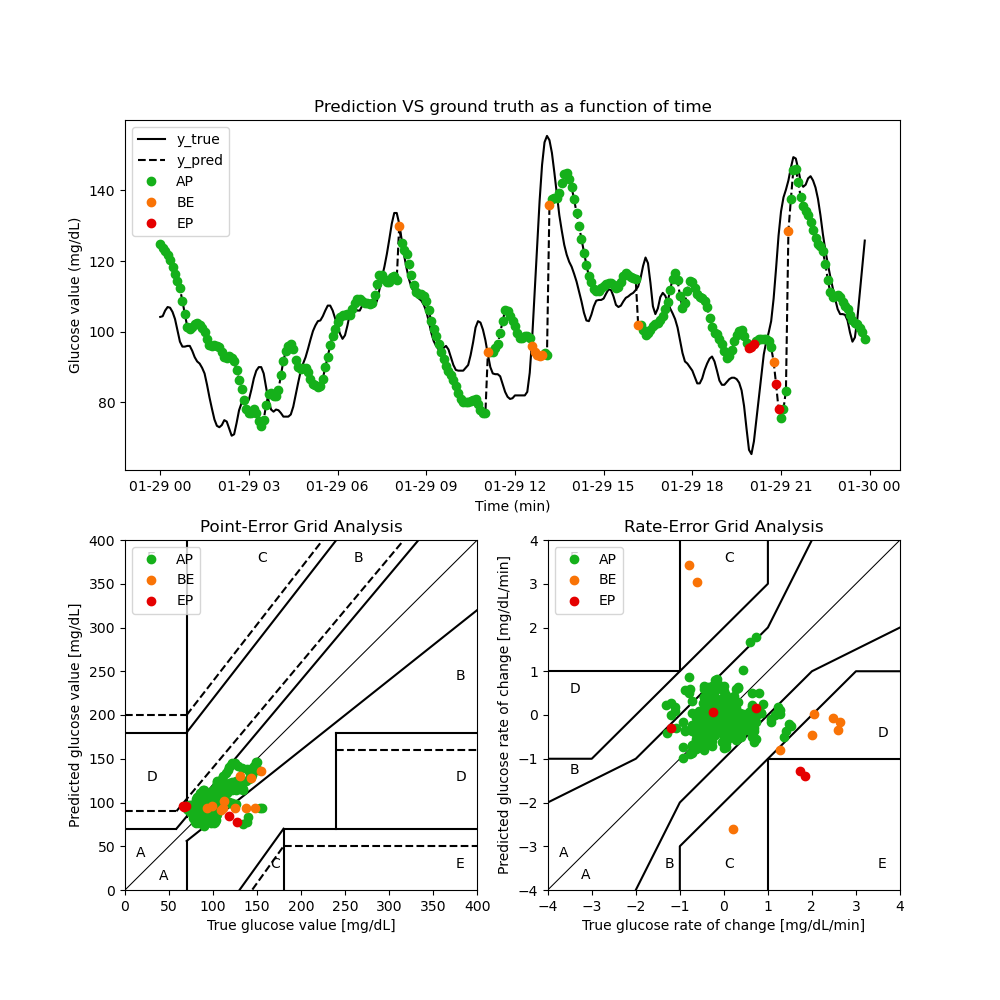 Prediction VS ground truth as a function of time
Glucose value (mg/dL)
140
120
100
80
y_true
y_pred
AP
BE
EP
01-29 00
01-29 03
01-29 06
01-29 09
01-29 12
01-29 15
01-29 18
01-29 21
01-30 00
Time (min)
Point-Error Grid Analysis
Predicted glucose value [mg/dL]
400
350
300
250
200
150
100
50
0
AP
BE
EP
C
B
B
D
D
A
A
C
E
0
50
100
150
200
250
300
350
400
True glucose value [mg/dL]
Rate-Error Grid Analysis
Predicted glucose rate of change [mg/dL/min]
4
3
2
1
0
−1
−2
−3
−4
AP
BE
EP
C
D
D
B
A
A
B
C
E
−4
−3
−2
−1
0
1
2
3
4
True glucose rate of change [mg/dL/min]